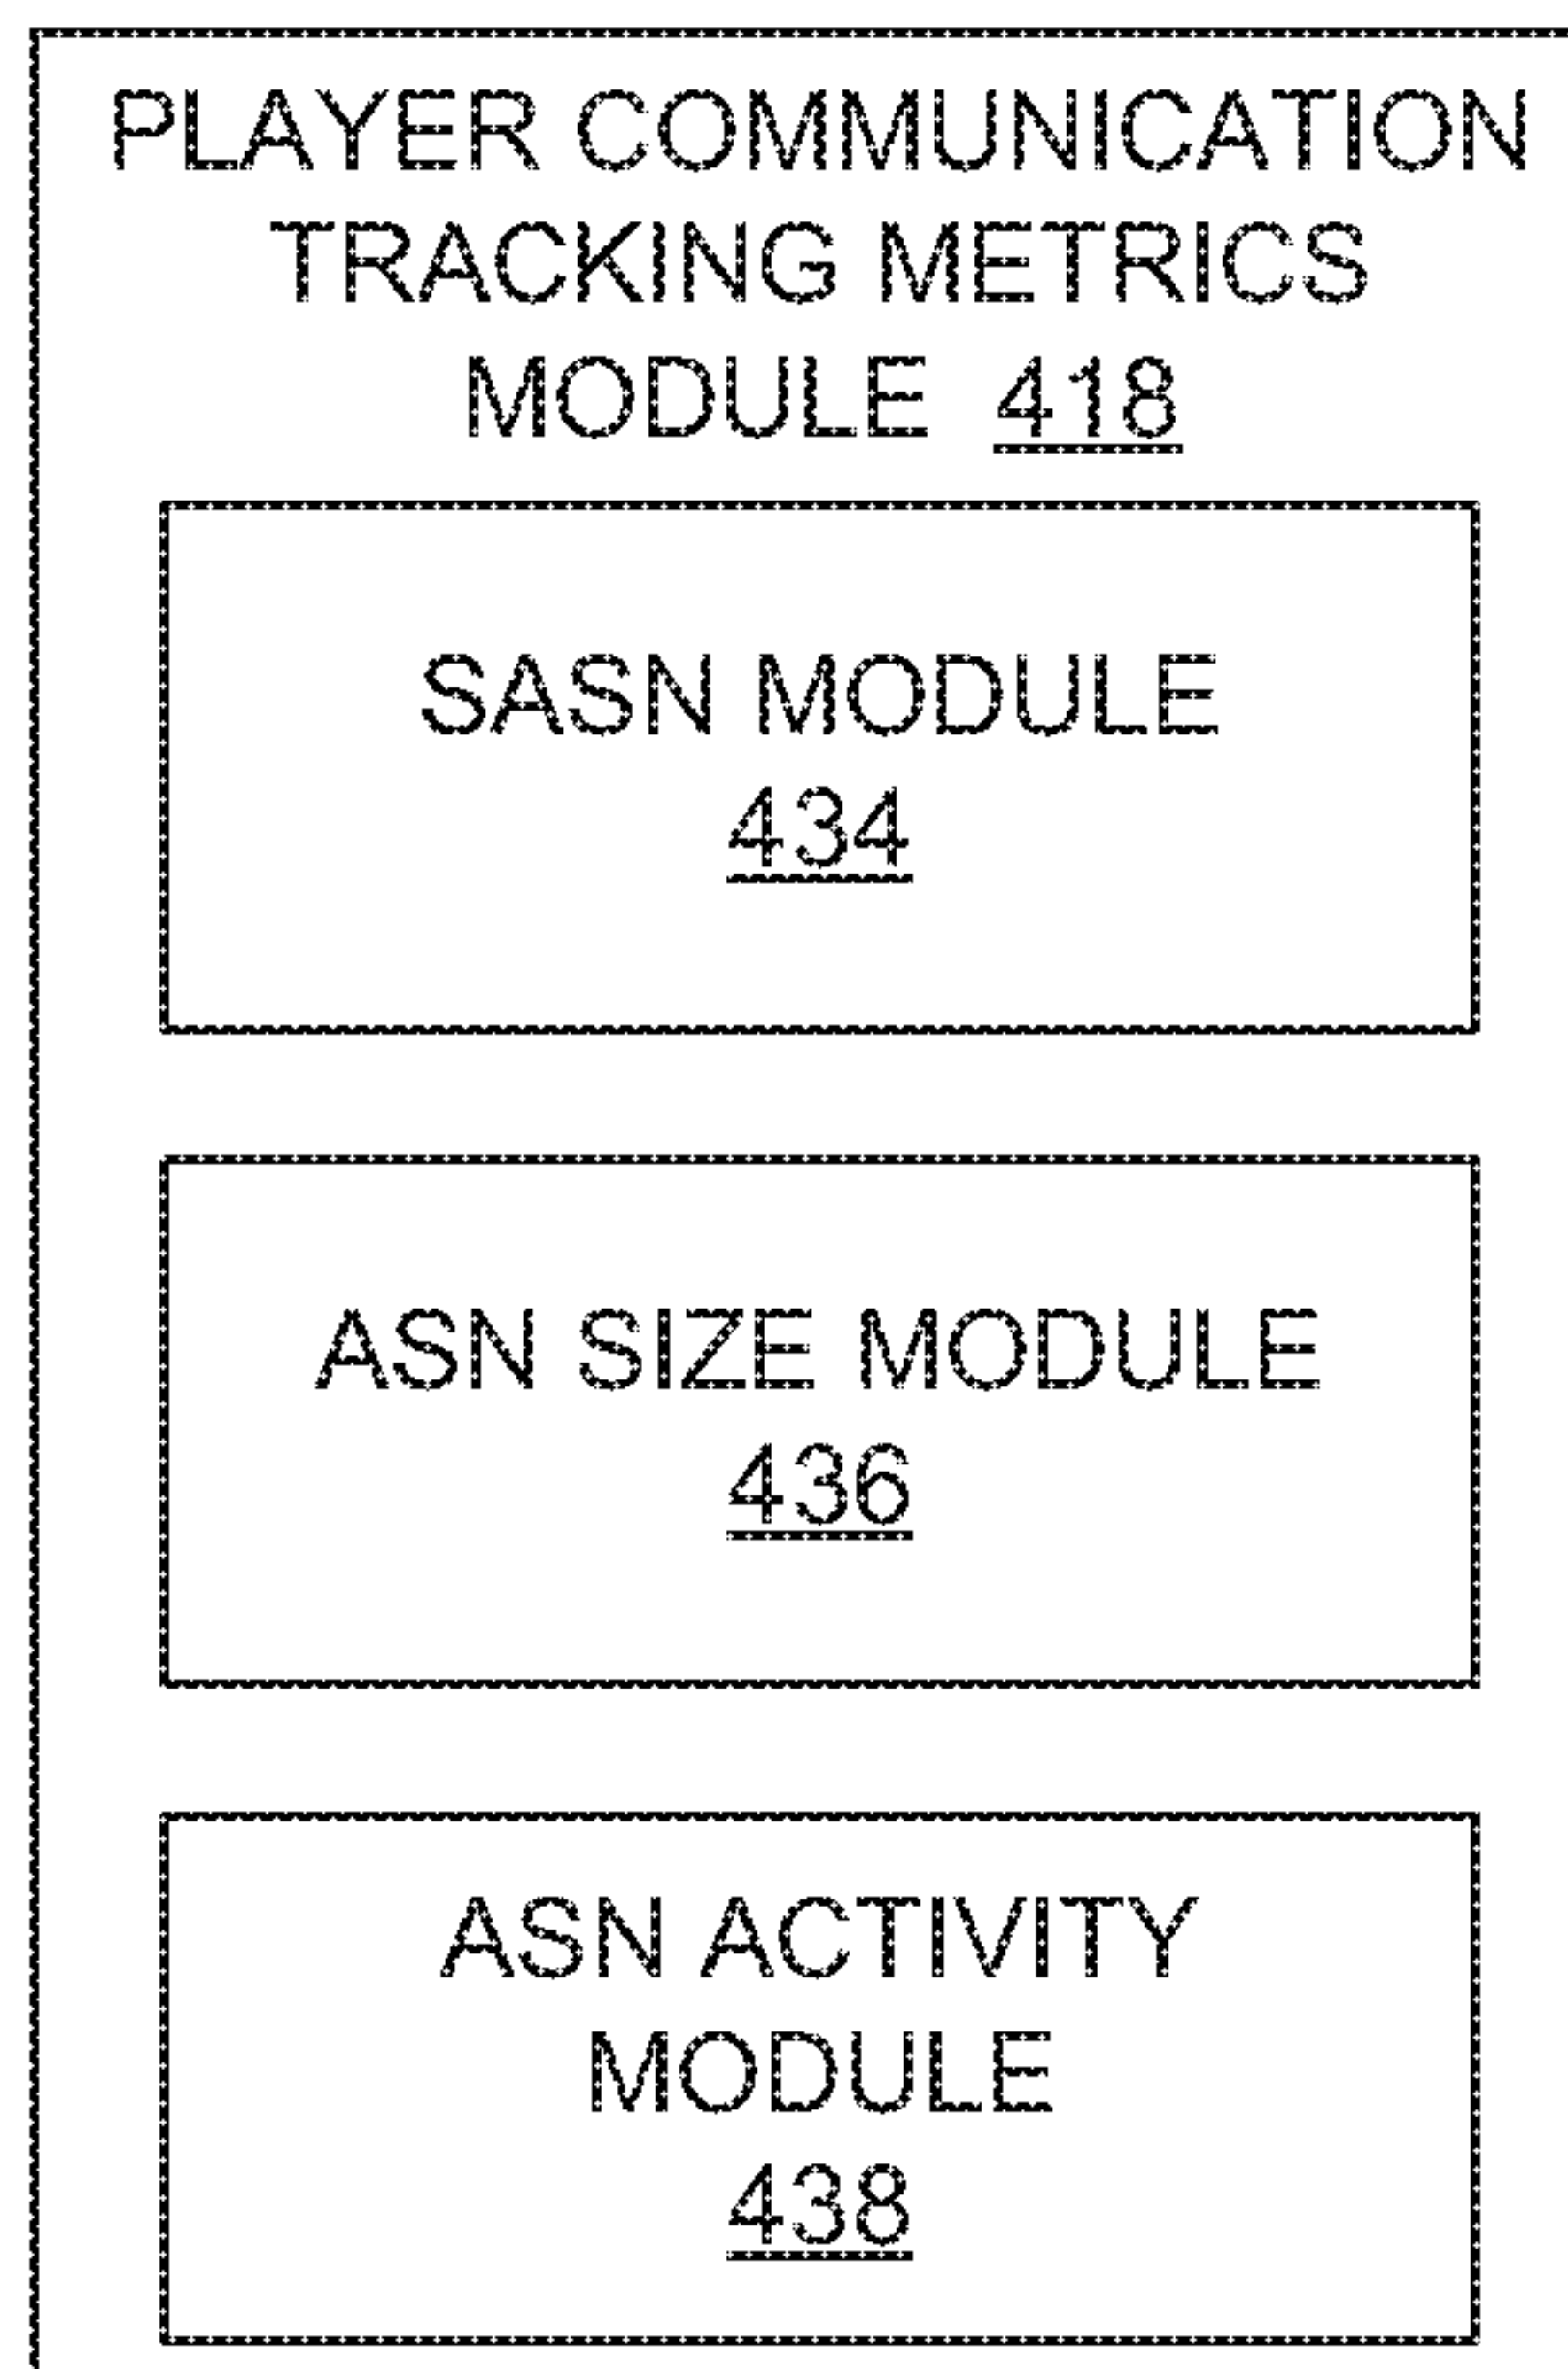 PLAYER COMMUNICATION
TRACKING METRICS
MODULE 418
SASN MODULE
434
ASN SIZE MODULE
436
ASN ACTIVITY
MODULE
438